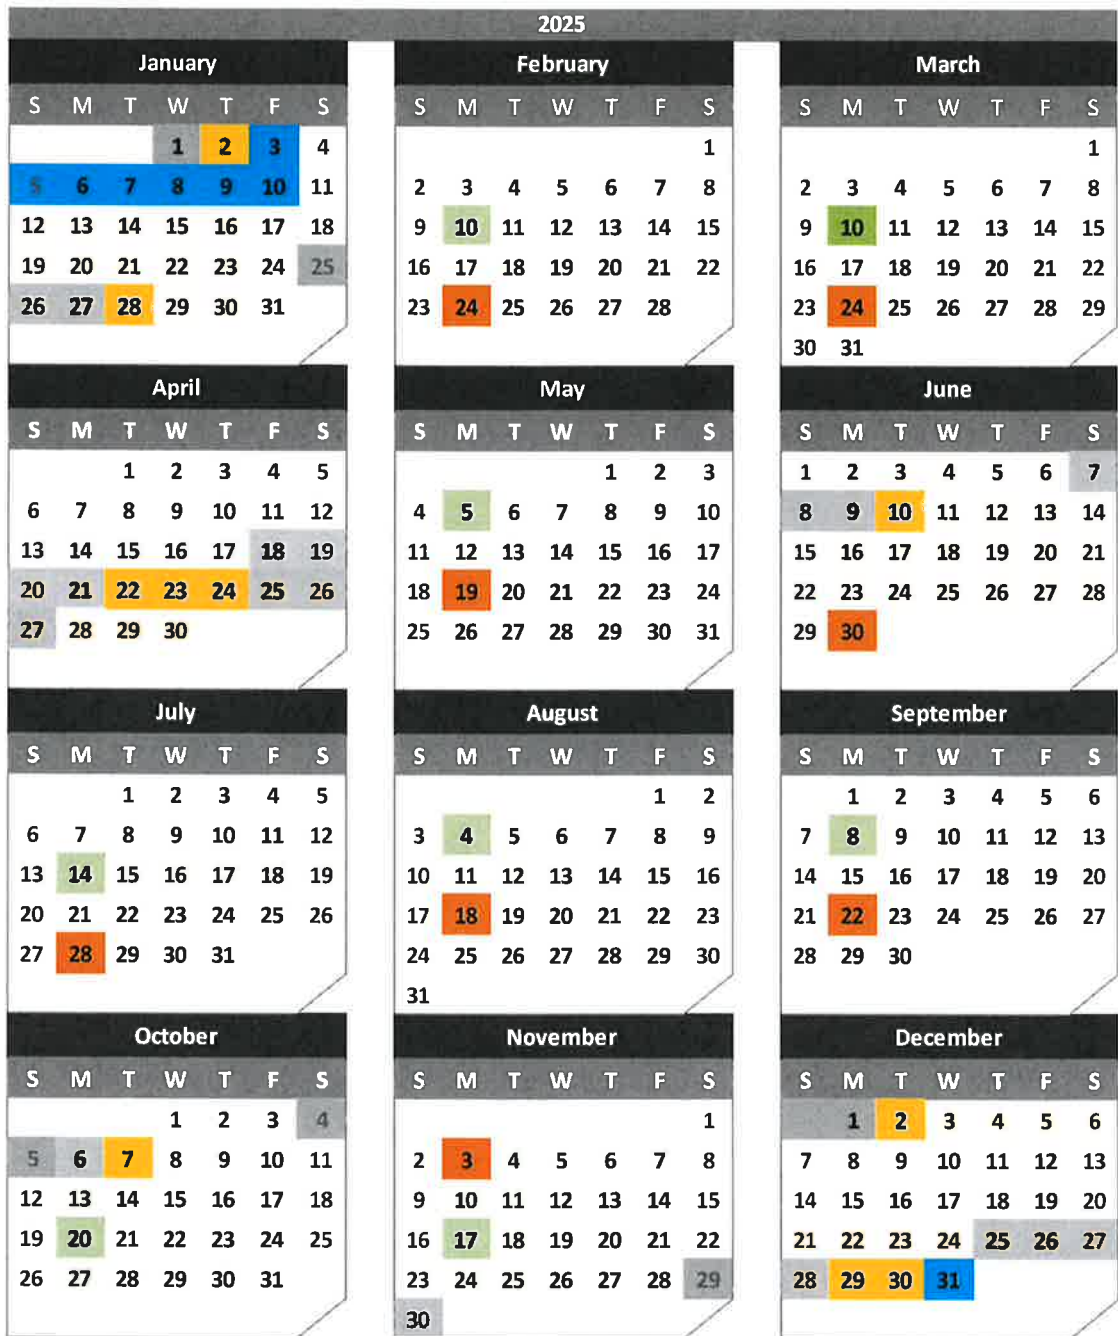 2025
January February March
S M T W T F S S M T W T F S S M T W T F S
1 2 3 4 1 1
5 6 7 8 9 10 11 2 3 4 5 6 7 8 2 3 4 5 6 7 8
12 13 14 15 16 17 18 9 10 11 12 13 14 15 9 10 11 12 13 14 15
19 20 21 22 23 24 25 16 17 18 19 20 21 22 16 17 18 19 20 21 22
26 27 28 29 30 31 23 24 25 26 27 28 23 24 25 26 27 28 29
30 31
April May June
S M T W T F S S M T W T F S S M T W T F S
1 2 3 4 5 1 2 3 1 2 3 4 5 6 7
6 7 8 9 10 11 12 4 5 6 7 8 9 10 8 9 10 11 12 13 14
13 14 15 16 17 18 19 11 12 13 14 15 16 17 15 16 17 18 19 20 21
20 21 22 23 24 25 26 18 19 20 21 22 23 24 22 23 24 25 26 27 28
27 28 29 30 25 26 27 28 29 30 31 29 30
July August September
S M T W T F S S M T W T F S S M T W T F S
1 2 3 4 5 1 2 1 2 3 4 5 6
6 7 8 9 10 11 12 3 4 5 6 7 8 9 7 8 9 10 11 12 13
13 14 15 16 17 18 19 10 11 12 13 14 15 16 14 15 16 17 18 19 20
20 21 22 23 24 25 26 17 18 19 20 21 22 23 21 22 23 24 25 26 27
27 28 29 30 31 24 25 26 27 28 29 30 28 29 30
31
October November December
S M T W T F S S M T W T F S S M T W T F S
1 2 3 4 1 1 2 3 4 5 6
5 6 7 8 9 10 11 2 3 4 5 6 7 8 7 8 9 10 11 12 13
12 13 14 15 16 17 18 9 10 11 12 13 14 15 14 15 16 17 18 19 20
19 20 21 22 23 24 25 16 17 18 19 20 21 22 21 22 23 24 25 26 27
26 27 28 29 30 31 23 24 25 26 27 28 29 28 29 30 31
30